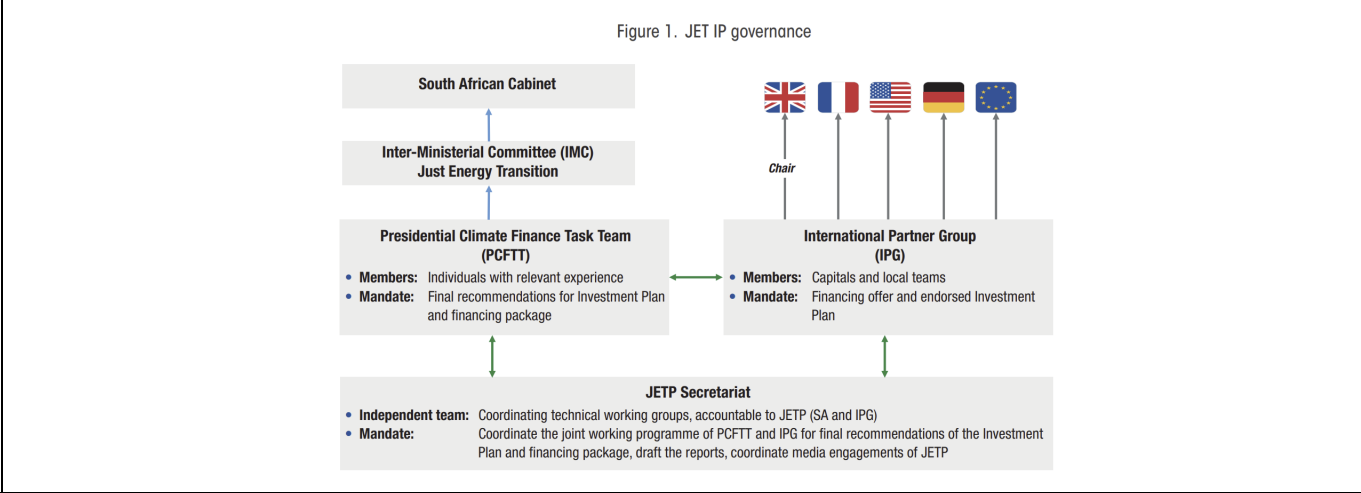 Figure 1. JET IP governance
South African Cabinet
Inter-Ministerial Committee (IMC)
Just Energy Transition
Chair
Presidential Climate Finance Task Team
(PCFTT)
• Members: Individuals with relevant experience
• Mandate: Final recommendations for Investment Plan
and financing package
International Partner Group
(IPG)
• Members: Capitals and local teams
• Mandate: Financing offer and endorsed Investment
Plan
JETP Secretariat
• Independent team: Coordinating technical working groups, accountable to JETP (SA and IPG)
• Mandate: Coordinate the joint working programme of PCFTT and IPG for final recommendations of the Investment
Plan and financing package, draft the reports, coordinate media engagements of JETP